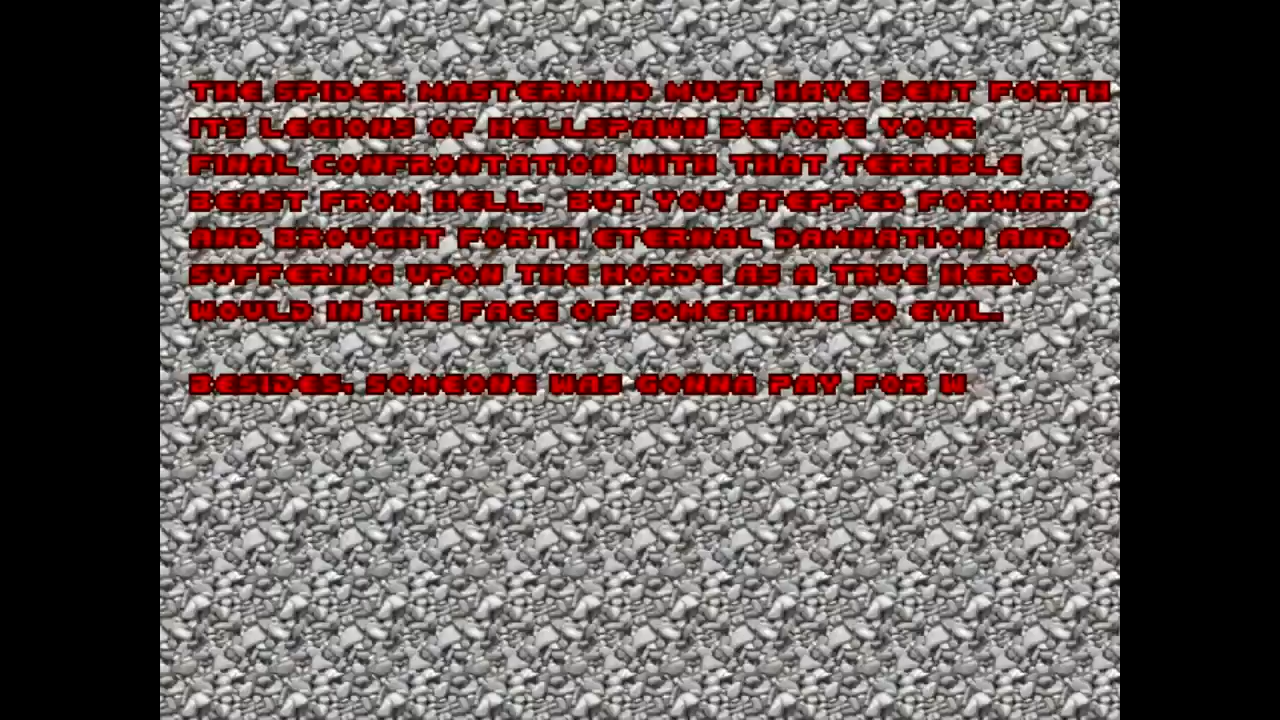 THE SPIDER MASTERMIND MUST HAVE SENT FORTH
ITS LEGIONS OF HELLSPAWN BEFORE YOUR
FINAL CONFRONTATION WITH THAT TERRIBLE
BEAST FROM HELL.  BUT YOU STEPPED FORWARD
AND BROUGHT FORTH ETERNAL DAMNATION AND
SUFFERING UPON THE HORDE AS A TRUE HERO
WOULD IN THE FACE OF SOMETHING SO EVIL.
BESIDES, SOMEONE WAS GONNA PAY FOR W